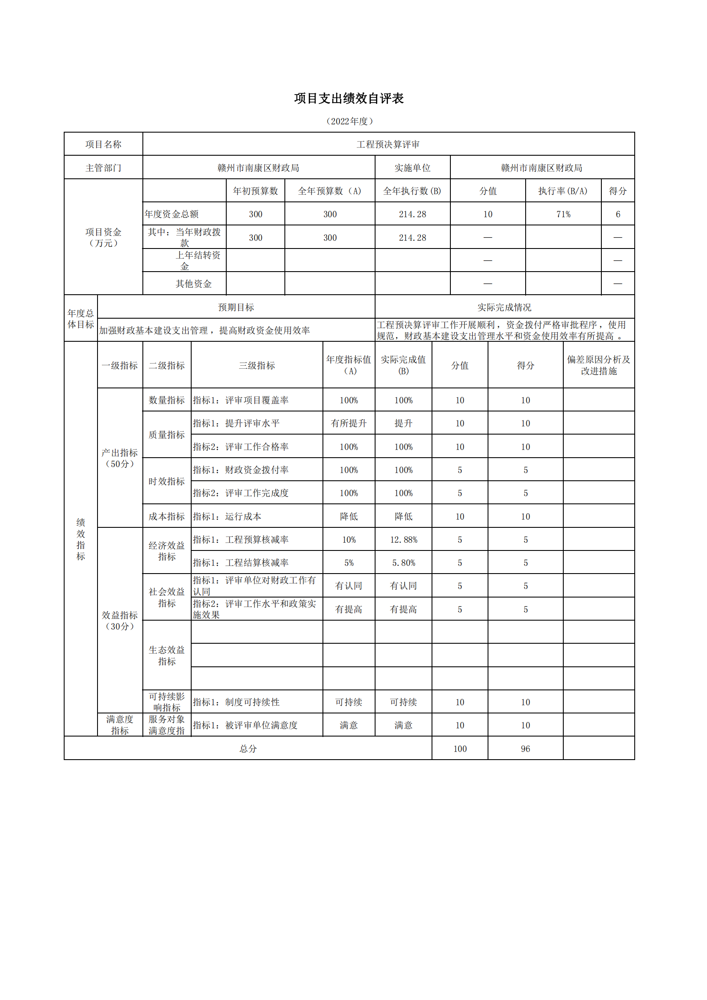 项目支出绩效自评表
（2022年度）
项目名称
工程预决算评审
主管部门
赣州市南康区财政局
实施单位
赣州市南康区财政局
项目资金
（万元）
年初预算数
全年预算数（A)
全年执行数(B)
分值
执行率(B/A)
得分
年度资金总额
300
300
214.28
10
71%
6
其中：当年财政拨
款
300
300
214.28
—
—
上年结转资
金
—
—
其他资金
—
—
年度总
体目标
预期目标
实际完成情况
加强财政基本建设支出管理，提高财政资金使用效率
工程预决算评审工作开展顺利，资金拨付严格审批程序，使用
规范，财政基本建设支出管理水平和资金使用效率有所提高。
绩
效
指
标
一级指标
二级指标
三级指标
年度指标值
（A)
实际完成值
(B)
分值
得分
偏差原因分析及
改进措施
产出指标
（50分）
数量指标
指标1：评审项目覆盖率
100%
100%
10
10
质量指标
指标1：提升评审水平
有所提升
提升
10
10
指标2：评审工作合格率
100%
100%
10
10
时效指标
指标1：财政资金拨付率
100%
100%
5
5
指标2：评审工作完成度
100%
100%
5
5
成本指标
指标1：运行成本
降低
降低
10
10
效益指标
（30分）
经济效益
指标
指标1：工程预算核减率
10%
12.88%
5
5
指标1：工程结算核减率
5%
5.80%
5
5
社会效益
指标
指标1：评审单位对财政工作有
认同
有认同
有认同
5
5
指标2：评审工作水平和政策实
施效果
有提高
有提高
5
5
生态效益
指标
可持续影
响指标
指标1：制度可持续性
可持续
可持续
10
10
满意度
指标
服务对象
满意度指
指标1：被评审单位满意度
满意
满意
10
10
总分
100
96